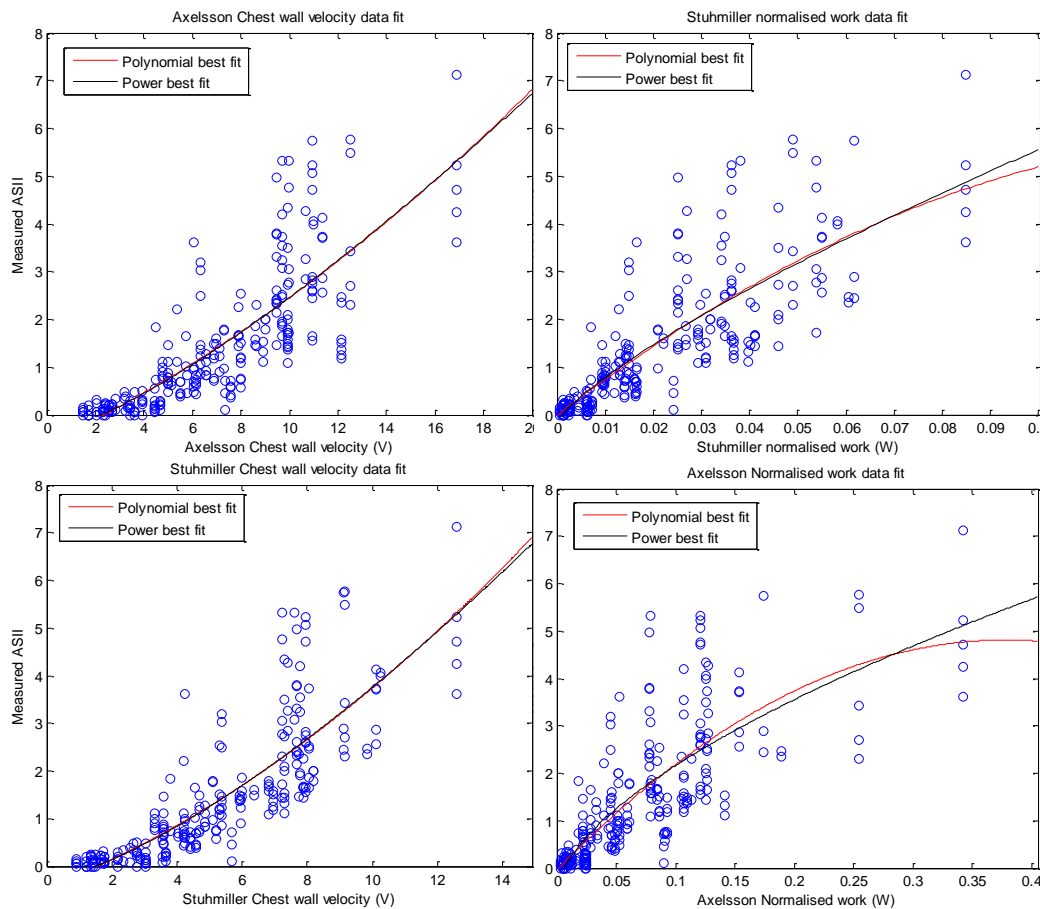 Axelsson Chest wall velocity data fit
8
7
6
5
4
3
2
1
0
Measured ASII
Polynomial best fit
Power best fit
0 2 4 6 8 10 12 14 16 18 20
Axelsson Chest wall velocity (V)
Stuhmiller normalised work data fit
8
7
6
5
4
3
2
1
0
Polynomial best fit
Power best fit
0 0.01 0.02 0.03 0.04 0.05 0.06 0.07 0.08 0.09 0.
Stuhmiller normalised work (W)
Stuhmiller Chest wall velocity data fit
8
7
6
5
4
3
2
1
0
Measured ASII
Polynomial best fit
Power best fit
0 2 4 6 8 10 12 14
Stuhmiller Chest wall velocity (V)
Axelsson Normalised work data fit
8
7
6
5
4
3
2
1
0
Polynomial best fit
Power best fit
0.05 0.1 0.15 0.2 0.25 0.3 0.35 0.4
Axelsson Normalised work (W)